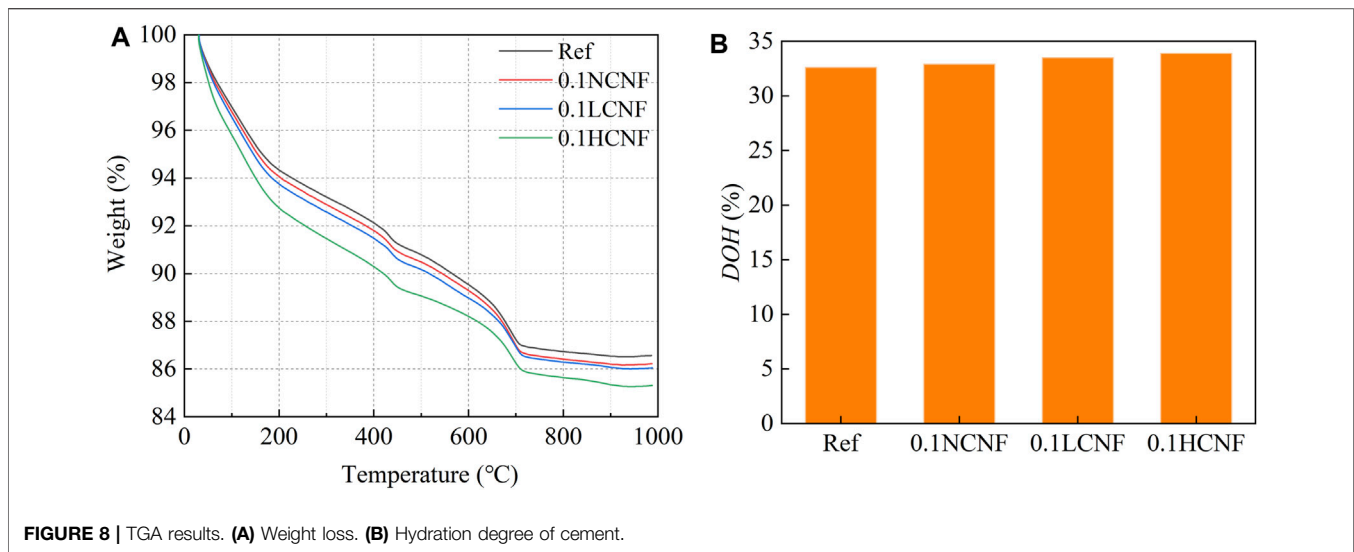 A
100
98
96
94
92
90
88
86
84
Weight (%)
0
200
400
600
800
1000
Temperature (°C)
Ref
0.1NCNF
0.1LCNF
0.1HCNF
B
35
30
25
20
15
10
5
0
DOH (%)
Ref
0.1NCNF
0.1LCNF
0.1HCNF
FIGURE 8 | TGA results. (A) Weight loss. (B) Hydration degree of cement.